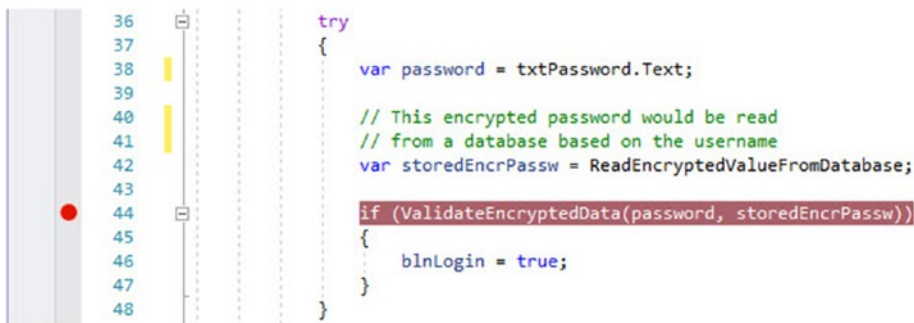 36 try
37 {
38 var password = txtPassword.Text;
39
40 // This encrypted password would be read
41 // from a database based on the username
42 var storedEncrPassw = ReadEncryptedValueFromDatabase;
43
44 if (ValidateEncryptedData(password, storedEncrPassw))
45 {
46 blnLogin = true;
47 }
48 }